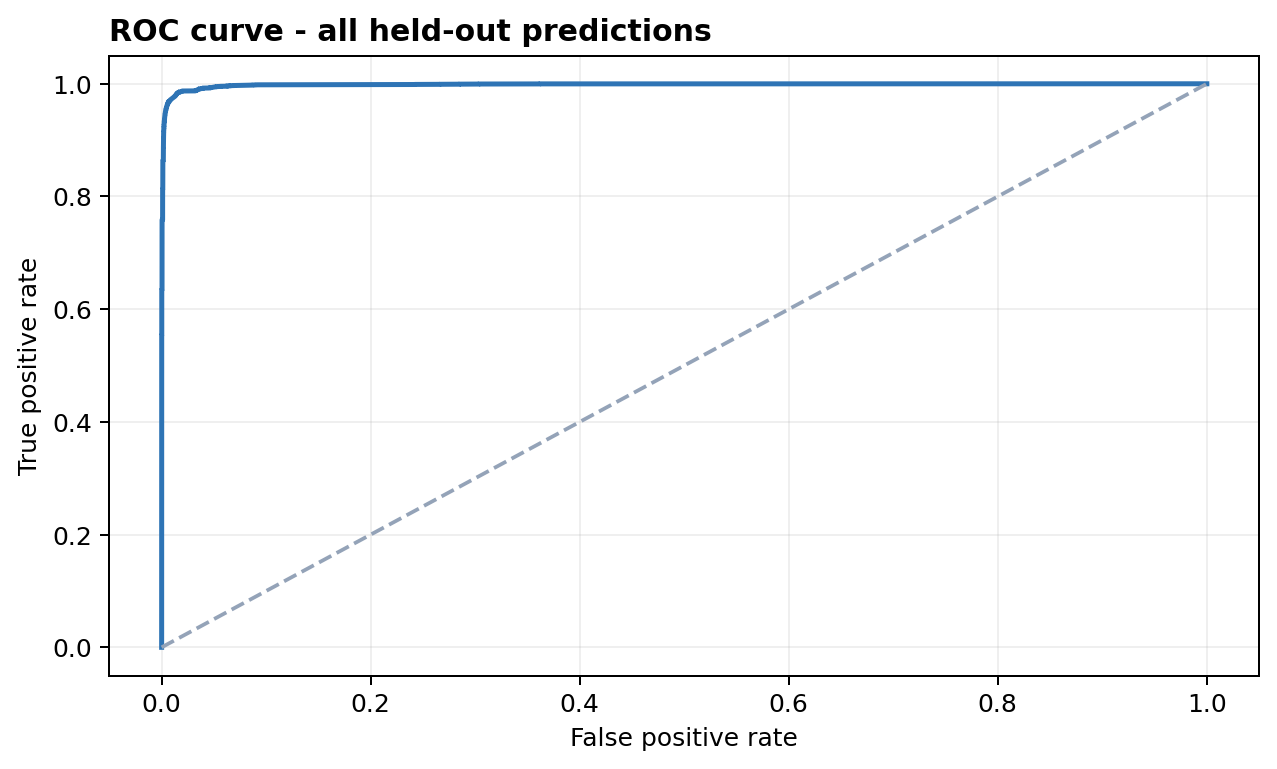 ROC curve - all held-out predictions
True positive rate
1.0
0.8
0.6
0.4
0.2
0.0
0.0 0.2 0.4 0.6 0.8 1.0
False positive rate